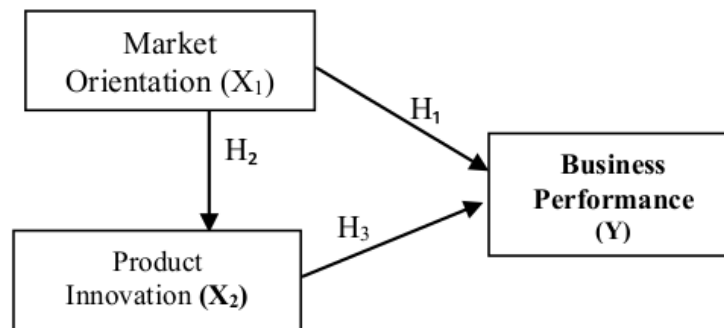 Market
Orientation (X₁)
H₁
H₂
Business
Performance
(Y)
H₃
Product
Innovation (X₂)